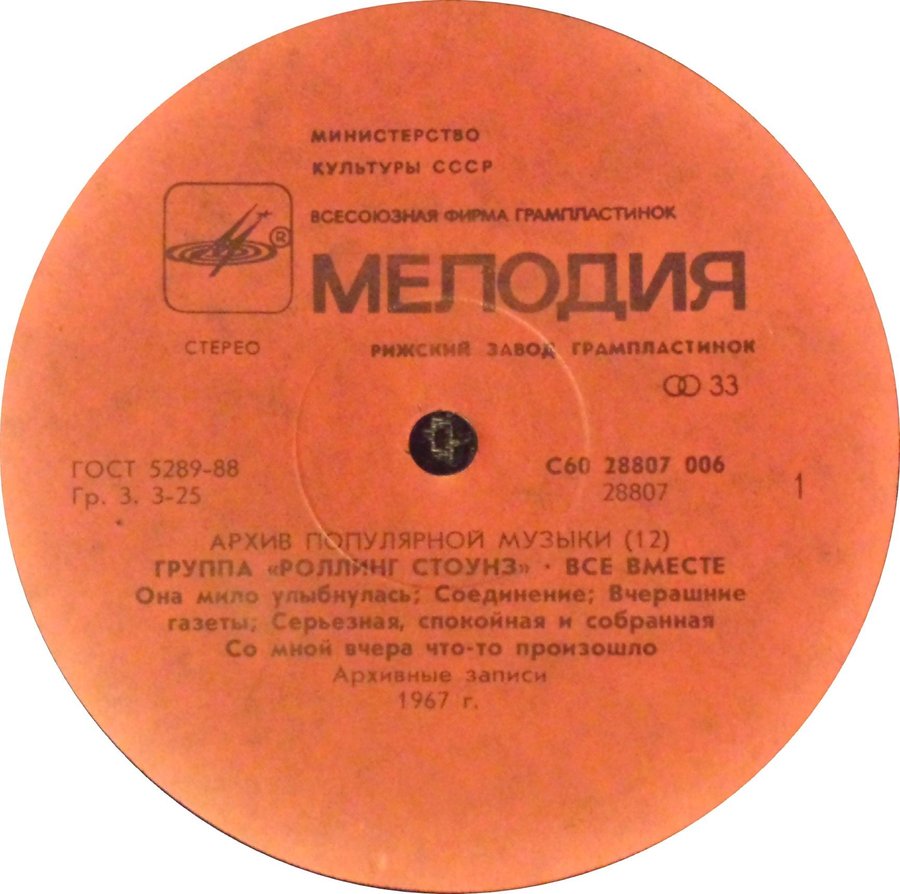 МИНИСТЕРСТВО
КУЛЬТУРЫ СССР
ВСЕСОЮЗНАЯ ФИРМА ГРАМПЛАСТИНОК
®
МЕЛОДИЯ
СТЕРЕО
РИЖСКИЙ ЗАВОД ГРАМПЛАСТИНОК
33
ГОСТ 5289-88
Гр. 3. 3-25
С60 28807 006
28807
1
АРХИВ ПОПУЛЯРНОЙ МУЗЫКИ (12)
ГРУППА «РОЛЛИНГ СТОУНЗ» · ВСЕ ВМЕСТЕ
Она мило улыбнулась; Соединение; Вчерашние
газеты; Серьезная, спокойная и собранная
Со мной вчера что-то произошло
Архивные записи
1967 г.